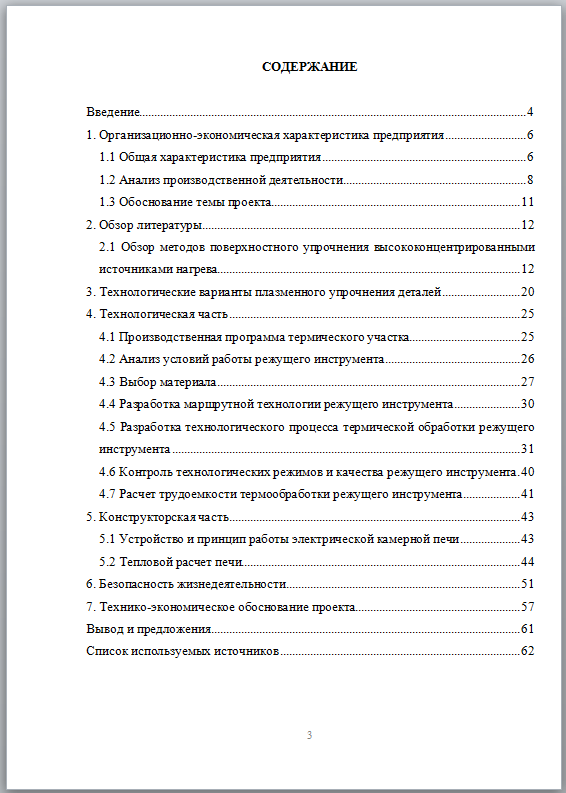 СОДЕРЖАНИЕ
Введение....................................................................................................................4
1. Организационно-экономическая характеристика предприятия........................6
1.1 Общая характеристика предприятия.............................................................6
1.2 Анализ производственной деятельности.......................................................8
1.3 Обоснование темы проекта...........................................................................11
2. Обзор литературы................................................................................................12
2.1 Обзор методов поверхностного упрочнения высококонцентрированными
источниками нагрева...........................................................................................12
3. Технологические варианты плазменного упрочнения деталей.......................20
4. Технологическая часть........................................................................................25
4.1 Производственная программа термического участка.................................25
4.2 Анализ условий работы режущего инструмента.........................................26
4.3 Выбор материала...........................................................................................27
4.4 Разработка маршрутной технологии режущего инструмента....................30
4.5 Разработка технологического процесса термической обработки режущего
инструмента.........................................................................................................31
4.6 Контроль технологических режимов и качества режущего инструмента.40
4.7 Расчет трудоемкости термообработки режущего инструмента.................41
5. Конструкторская часть........................................................................................43
5.1 Устройство и принцип работы электрической камерной печи..................43
5.2 Тепловой расчет печи....................................................................................44
6. Безопасность жизнедеятельности......................................................................51
7. Технико-экономическое обоснование проекта.................................................57
Вывод и предложения.............................................................................................61
Список используемых источников........................................................................62
3